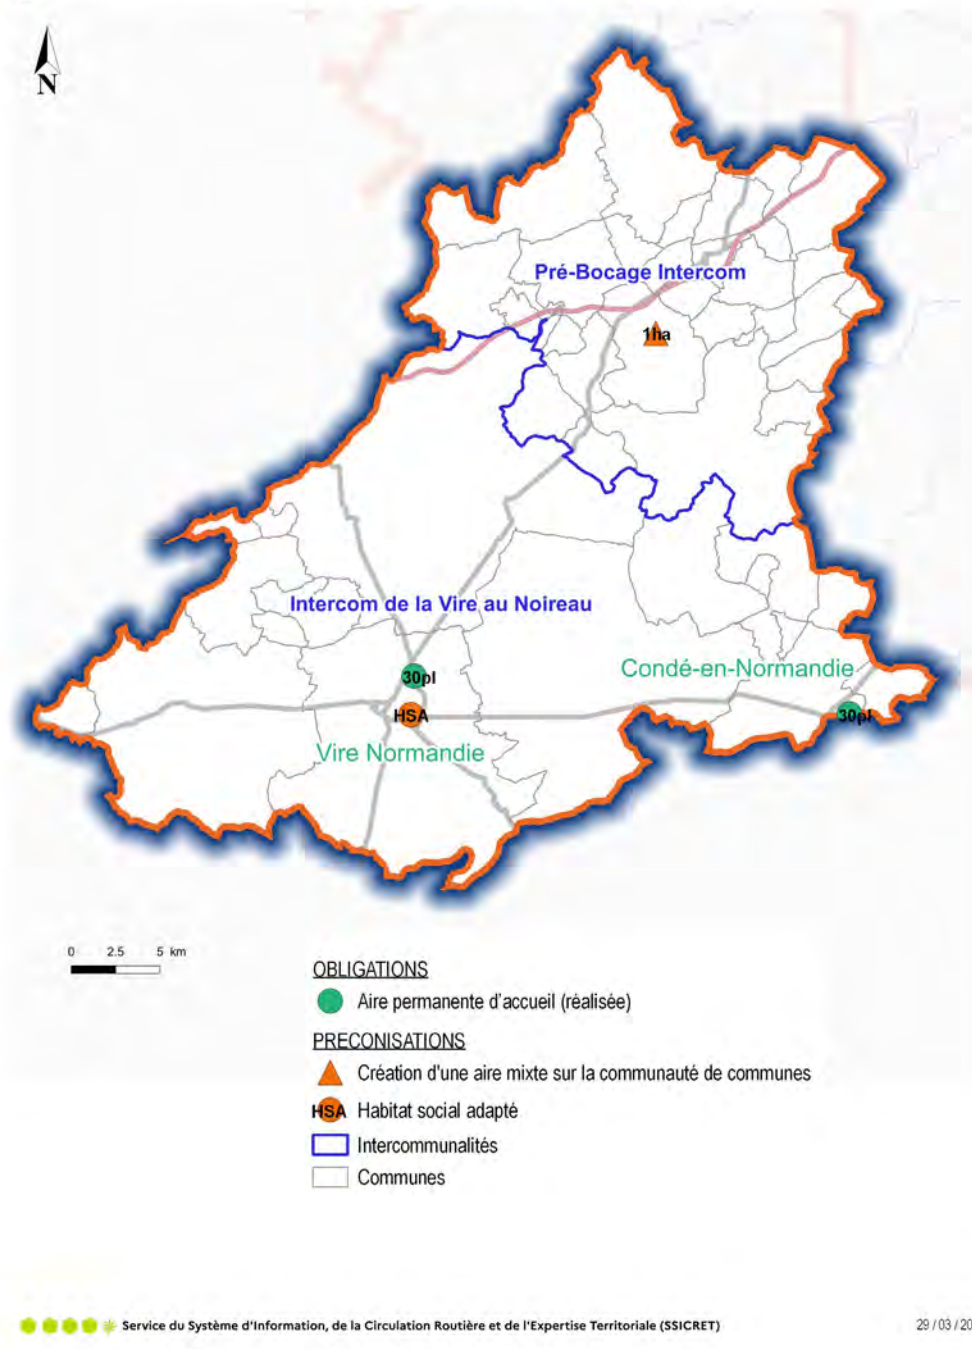 N
Pré-Bocage Intercom
1ha
Intercom de la Vire au Noireau
Condé-en-Normandie
30pl
HSA
30pl
Vire Normandie
0 2.5 5 km
OBLIGATIONS
Aire permanente d'accueil (réalisée)
PRECONISATIONS
Création d'une aire mixte sur la communauté de communes
HSA Habitat social adapté
Intercommunalités
Communes
Service du Système d'Information, de la Circulation Routière et de l'Expertise Territoriale (SSICRET)
29 / 03 / 20